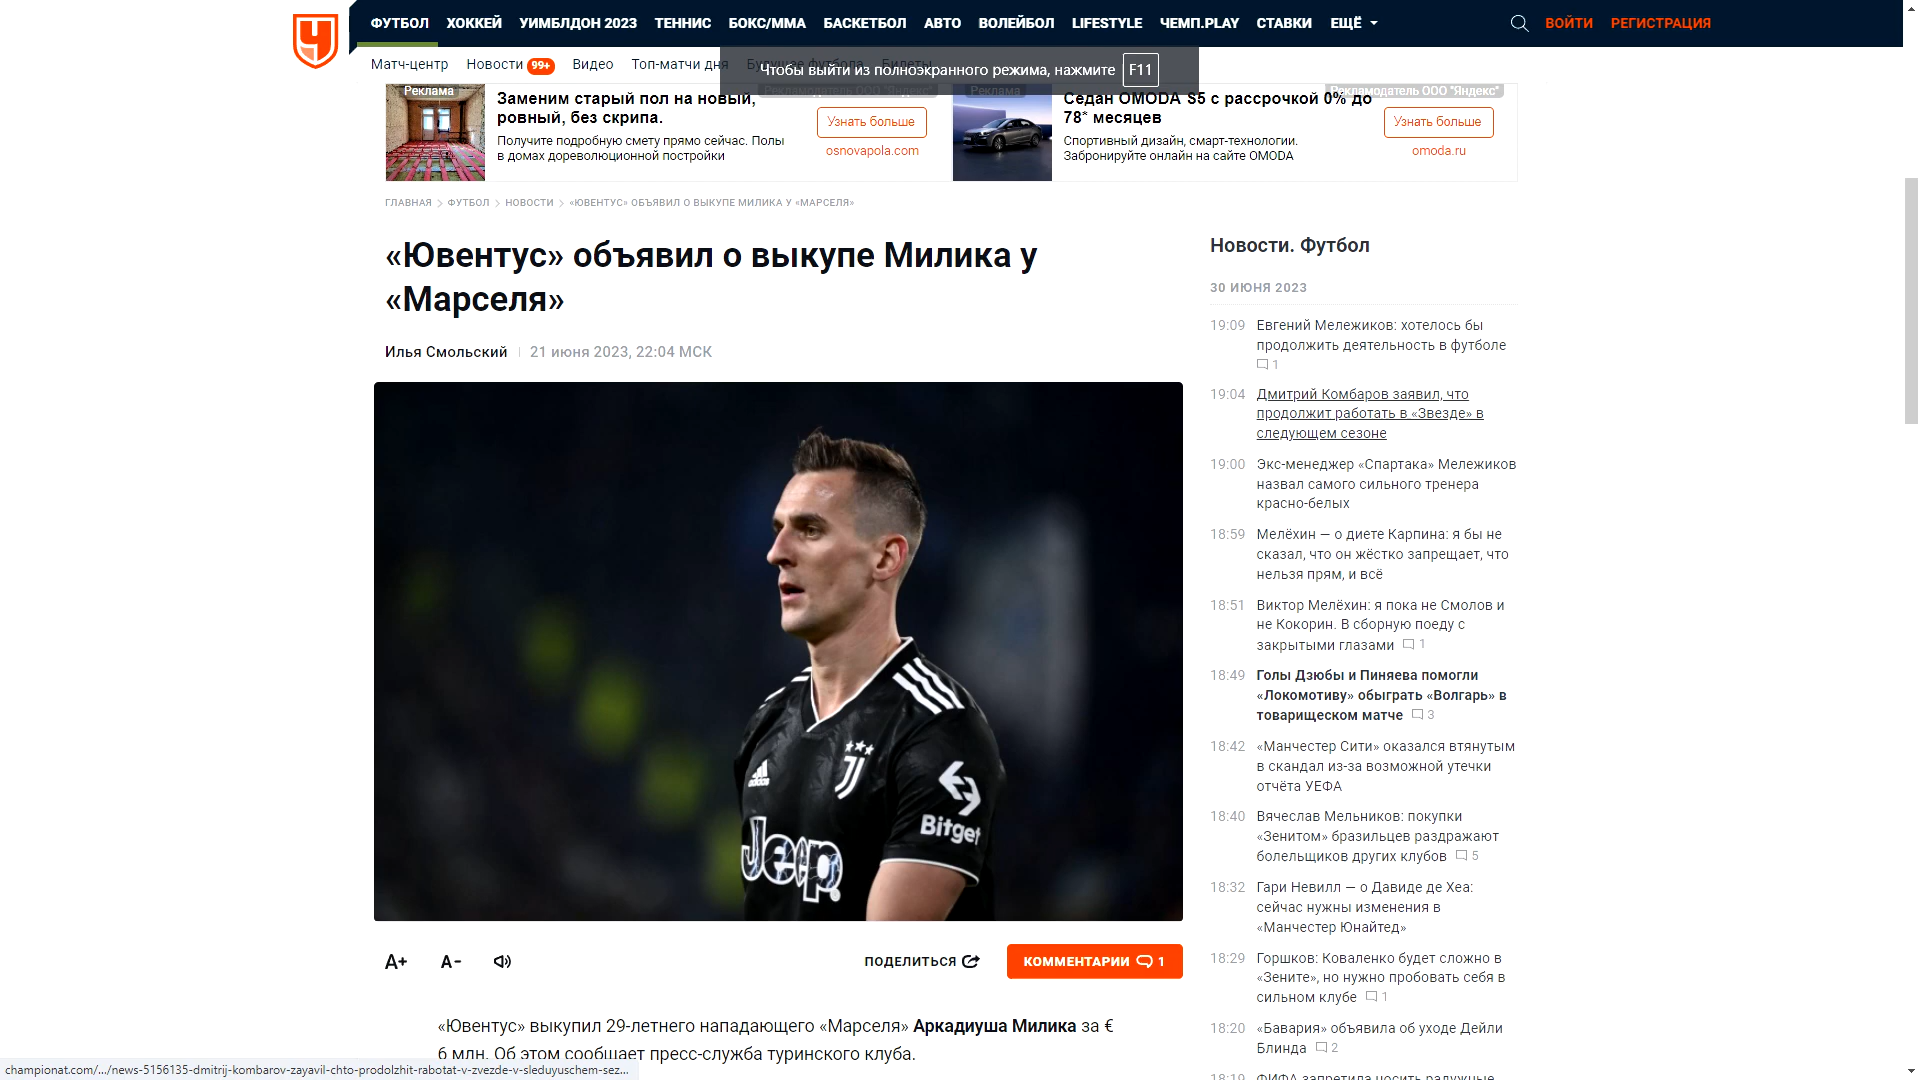 Ч
ФУТБОЛ ХОККЕЙ УИМБЛДОН 2023 ТЕННИС БОКС/ММА БАСКЕТБОЛ АВТО ВОЛЕЙБОЛ LIFESTYLE ЧЕМП.PLAY СТАВКИ ЕЩЁ ВОЙТИ РЕГИСТРАЦИЯ
Матч-центр Новости 99+ Видео Топ-матчи дня
Чтобы выйти из полноэкранного режима, нажмите F11
Реклама
Рекламодатель ООО "Яндекс"
Заменим старый пол на новый,
ровный, без скрипа.
Получите подробную смету прямо сейчас. Полы
в домах дореволюционной постройки
Узнать больше
osnovapola.com
Реклама
Рекламодатель ООО "Яндекс"
Седан OMODA S5 с рассрочкой 0% до
78* месяцев
Спортивный дизайн, смарт-технологии.
Забронируйте онлайн на сайте OMODA
Узнать больше
omoda.ru
ГЛАВНАЯ > ФУТБОЛ > НОВОСТИ > «ЮВЕНТУС» ОБЪЯВИЛ О ВЫКУПЕ МИЛИКА У «МАРСЕЛЯ»
«Ювентус» объявил о выкупе Милика у
«Марселя»
Илья Смольский | 21 июня 2023, 22:04 МСК
adidas
Bitget
Jeep
A+ A- ПОДЕЛИТЬСЯ КОММЕНТАРИИ 1
«Ювентус» выкупил 29-летнего нападающего «Марселя» Аркадиуша Милика за €
6 млн. Об этом сообщает пресс-служба туринского клуба.
Новости. Футбол
30 ИЮНЯ 2023
19:09 Евгений Мележиков: хотелось бы
продолжить деятельность в футболе
1
19:04 Дмитрий Комбаров заявил, что
продолжит работать в «Звезде» в
следующем сезоне
19:00 Экс-менеджер «Спартака» Мележиков
назвал самого сильного тренера
красно-белых
18:59 Мелёхин — о диете Карпина: я бы не
сказал, что он жёстко запрещает, что
нельзя прям, и всё
18:51 Виктор Мелёхин: я пока не Смолов и
не Кокорин. В сборную поеду с
закрытыми глазами 1
18:49 Голы Дзюбы и Пиняева помогли
«Локомотиву» обыграть «Волгарь» в
товарищеском матче 3
18:42 «Манчестер Сити» оказался втянутым
в скандал из-за возможной утечки
отчёта УЕФА
18:40 Вячеслав Мельников: покупки
«Зенитом» бразильцев раздражают
болельщиков других клубов 5
18:32 Гари Невилл — о Давиде де Хеа:
сейчас нужны изменения в
«Манчестер Юнайтед»
18:29 Горшков: Коваленко будет сложно в
«Зените», но нужно пробовать себя в
сильном клубе 1
18:20 «Бавария» объявила об уходе Дейли
Блинда 2
18:19 ФИФА запретила носить радужные
championat.com/.../news-5156135-dmitrij-kombarov-zayavil-chto-prodolzhit-rabotat-v-zvezde-v-sleduyuschem-sez...